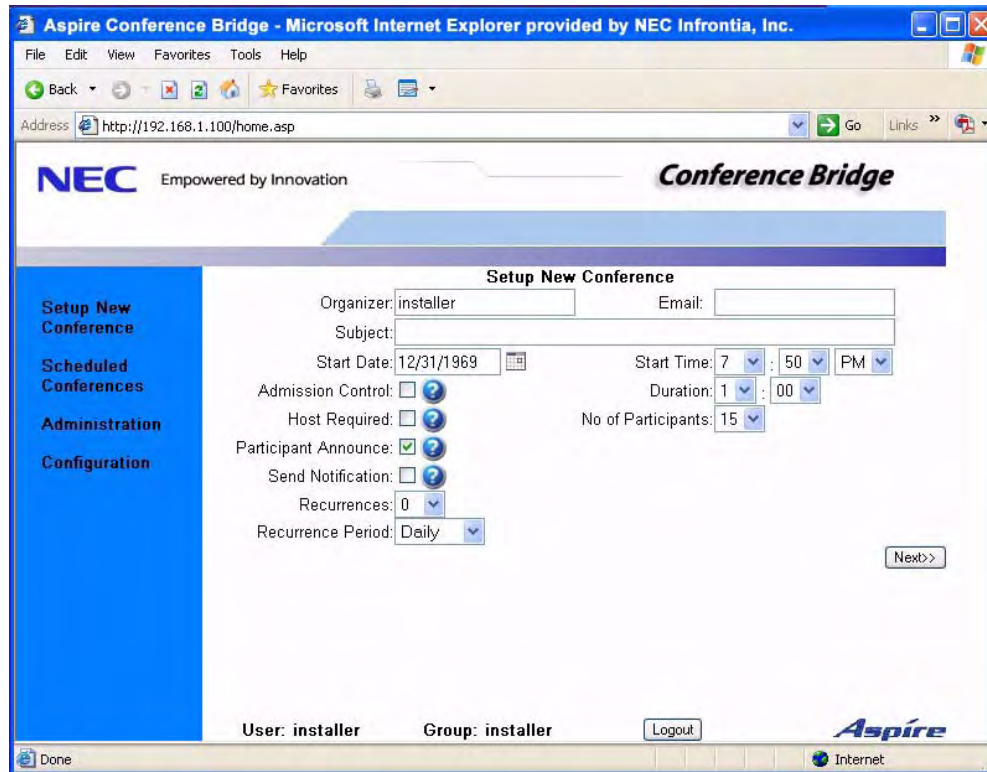 Aspire Conference Bridge - Microsoft Internet Explorer provided by NEC Infrontia, Inc.
File Edit View Favorites Tools Help
Back Favorites
Address http://192.168.1.100/home.asp Go Links »
NEC Empowered by Innovation Conference Bridge
Setup New Conference
Scheduled Conferences
Administration
Configuration
Setup New Conference
Organizer: installer Email:
Subject:
Start Date: 12/31/1969 Start Time: 7 : 50 PM
Admission Control: ? Duration: 1 : 00
Host Required: ? No of Participants: 15
Participant Announce: ?
Send Notification: ?
Recurrences: 0
Recurrence Period: Daily
Next>>
User: installer Group: installer Logout Aspire
Done Internet